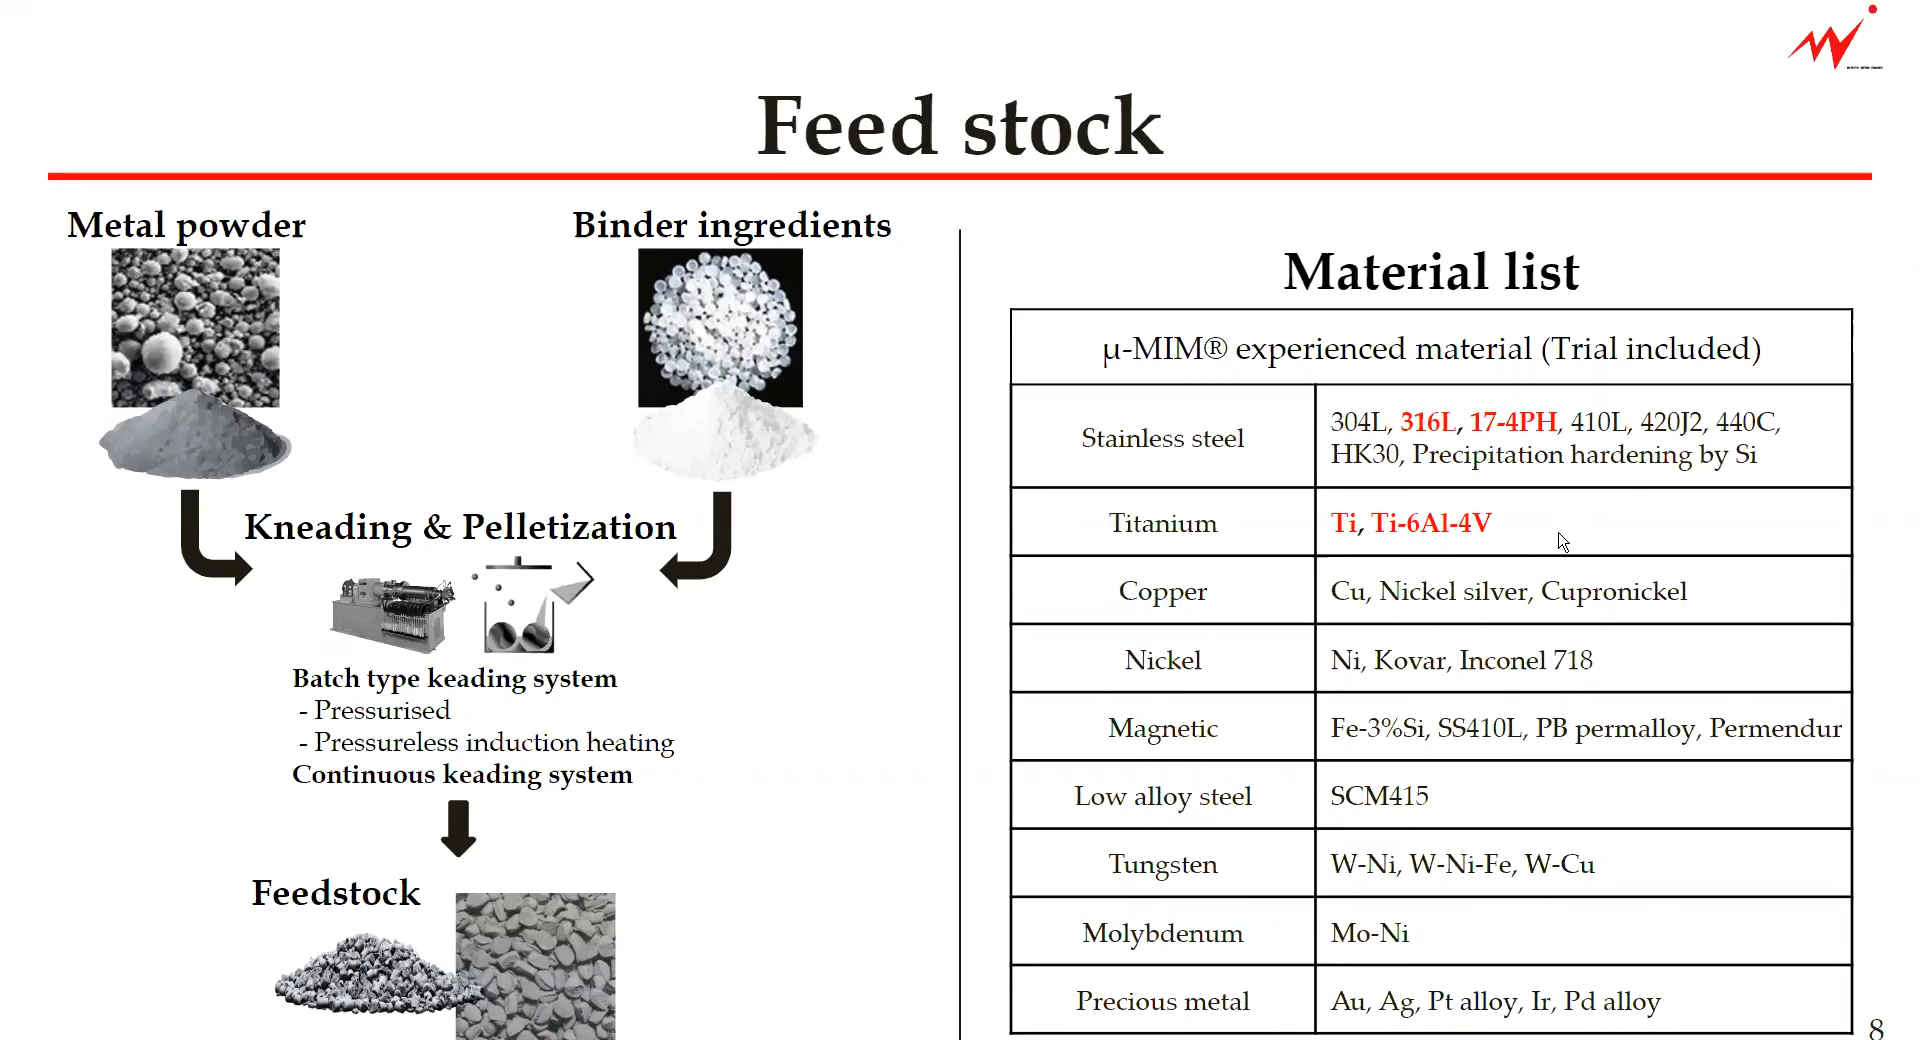 Feed stock
Metal powder
Binder ingredients
Kneading & Pelletization
Batch type keading system
- Pressurised
- Pressureless induction heating
Continuous keading system
Feedstock
Material list
µ-MIM® experienced material (Trial included)
Stainless steel
304L, 316L, 17-4PH, 410L, 420J2, 440C,
HK30, Precipitation hardening by Si
Titanium
Ti, Ti-6Al-4V
Copper
Cu, Nickel silver, Cupronickel
Nickel
Ni, Kovar, Inconel 718
Magnetic
Fe-3%Si, SS410L, PB permalloy, Permendur
Low alloy steel
SCM415
Tungsten
W-Ni, W-Ni-Fe, W-Cu
Molybdenum
Mo-Ni
Precious metal
Au, Ag, Pt alloy, Ir, Pd alloy
8